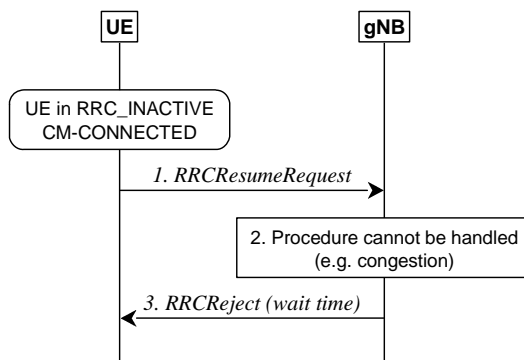 UE
gNB
UE in RRC_INACTIVE
CM-CONNECTED
1. RRCResumeRequest
2. Procedure cannot be handled
(e.g. congestion)
3. RRCReject (wait time)